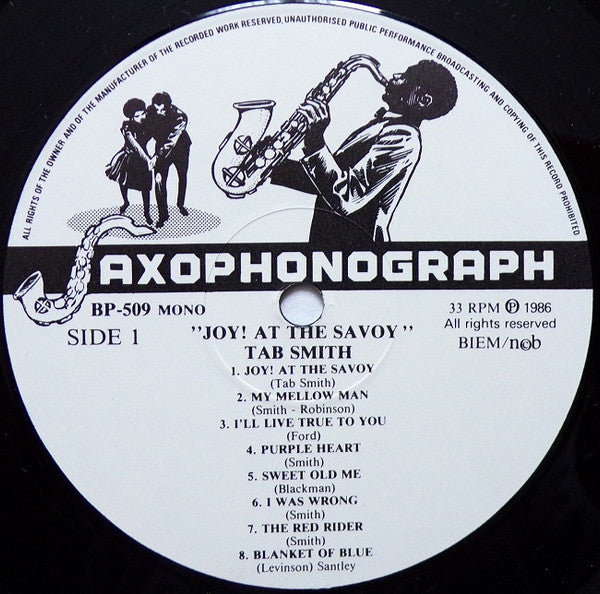 ALL RIGHTS OF THE OWNER AND OF THE MANUFACTURER OF THE RECORDED WORK RESERVED, UNAUTHORISED PUBLIC PERFORMANCE BROADCASTING AND COPYING OF THIS RECORD PROHIBITED
SAXOPHONOGRAPH
BP-509 MONO
33 RPM Ⓟ 1986
All rights reserved
SIDE 1
"JOY! AT THE SAVOY"
BIEM/ncb
TAB SMITH
1. JOY! AT THE SAVOY
(Tab Smith)
2. MY MELLOW MAN
(Smith - Robinson)
3. I'LL LIVE TRUE TO YOU
(Ford)
4. PURPLE HEART
(Smith)
5. SWEET OLD ME
(Blackman)
6. I WAS WRONG
(Smith)
7. THE RED RIDER
(Smith)
8. BLANKET OF BLUE
(Levinson) Santley